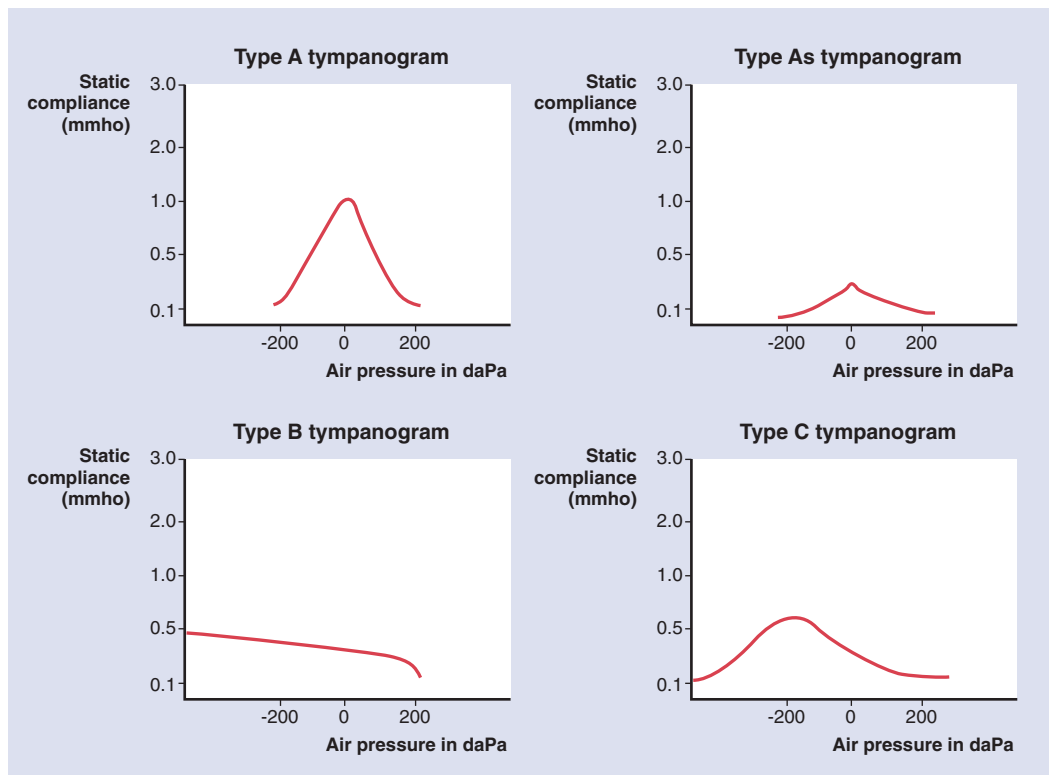 Type A tympanogram
Static
compliance
(mmho)
3.0
2.0
1.0
0.5
0.1
-200 0 200
Air pressure in daPa
Type As tympanogram
Static
compliance
(mmho)
3.0
2.0
1.0
0.5
0.1
-200 0 200
Air pressure in daPa
Type B tympanogram
Static
compliance
(mmho)
3.0
2.0
1.0
0.5
0.1
-200 0 200
Air pressure in daPa
Type C tympanogram
Static
compliance
(mmho)
3.0
2.0
1.0
0.5
0.1
-200 0 200
Air pressure in daPa